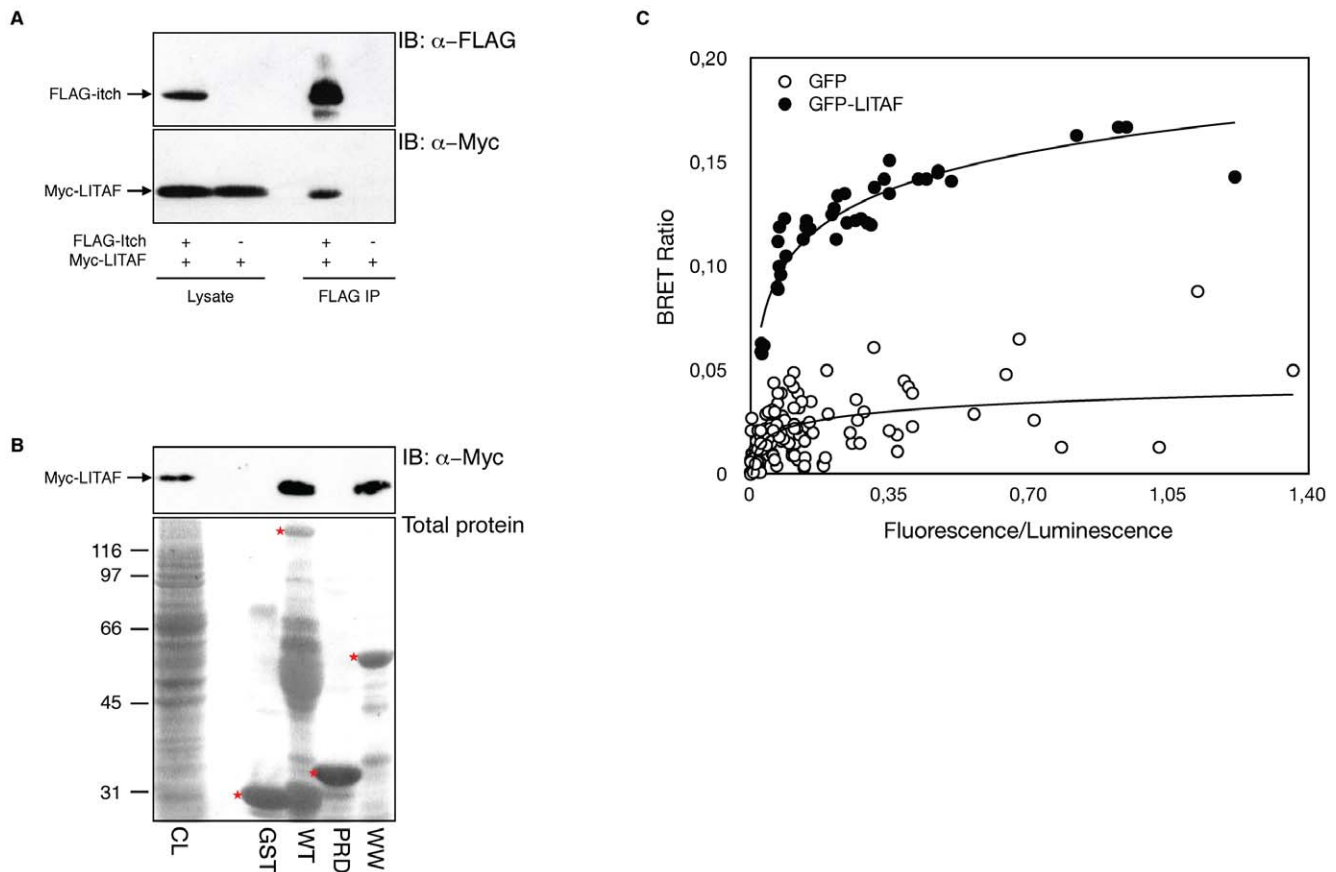 A
IB: α–FLAG
FLAG-itch
IB: α–Myc
Myc-LITAF
FLAG-Itch + - + -
Myc-LITAF + + + +
Lysate FLAG IP
B
IB: α–Myc
Myc-LITAF
Total protein
116
97
66
45
31
CL GST WT PRD WW
C
0,20
GFP
GFP-LITAF
0,15
BRET Ratio
0,10
0,05
0
0 0,35 0,70 1,05 1,40
Fluorescence/Luminescence